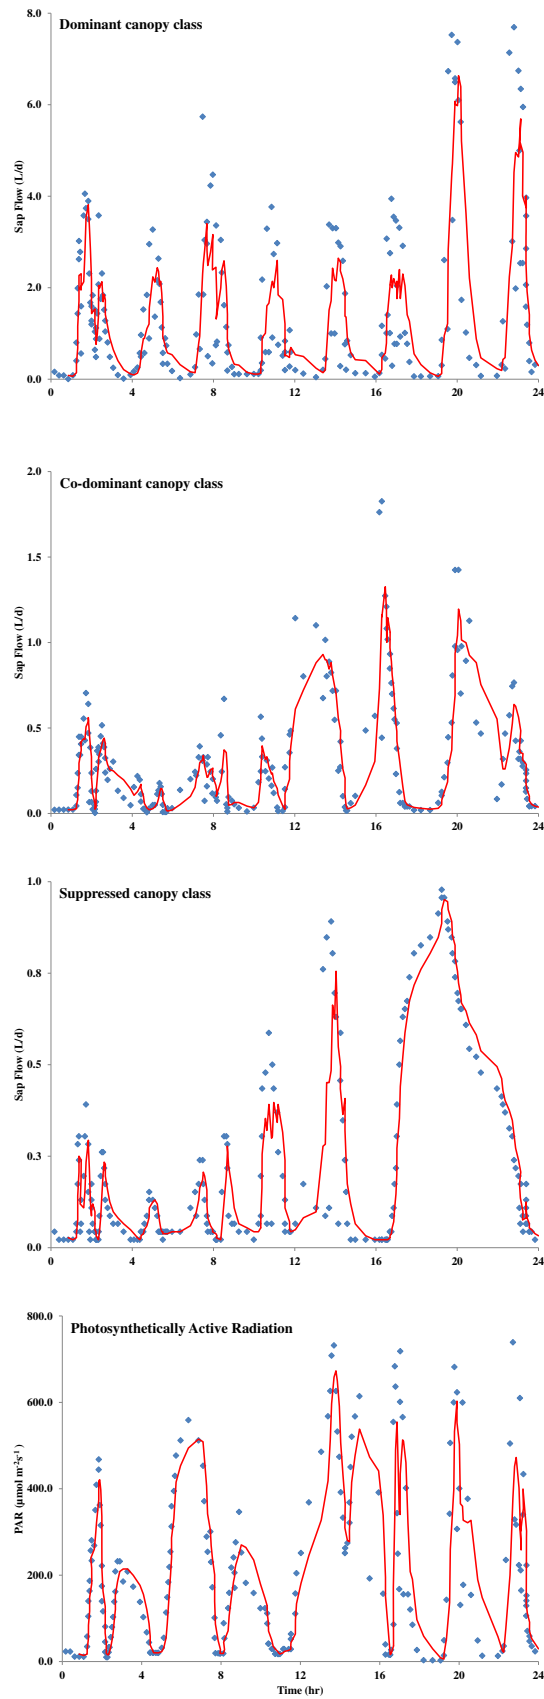 Dominant canopy class
8.0
6.0
4.0
2.0
0.0
Sap Flow (L/d)
0 4 8 12 16 20 24
Co-dominant canopy class
2.0
1.5
1.0
0.5
0.0
Sap Flow (L/d)
0 4 8 12 16 20 24
Suppressed canopy class
1.0
0.8
0.5
0.3
0.0
Sap Flow (L/d)
0 4 8 12 16 20 24
Photosynthetically Active Radiation
800.0
600.0
400.0
200.0
0.0
PAR (µmol m⁻²s⁻¹)
0 4 8 12 16 20 24
Time (hr)